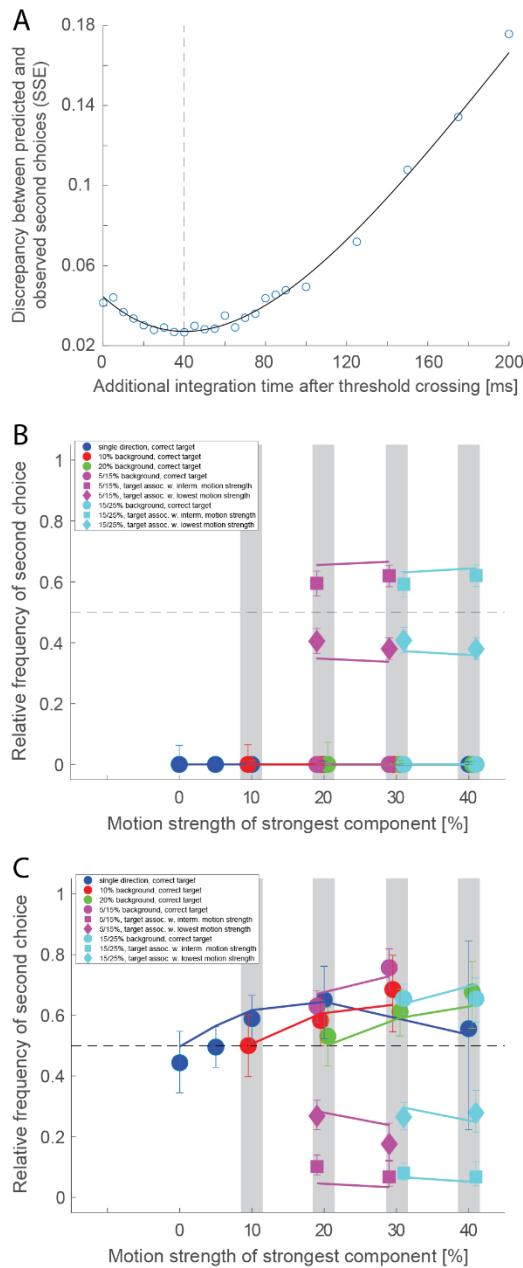 A
0.18
0.14
0.1
0.06
0.02
Discrepancy between predicted and
observed second choices (SSE)
0 40 80 120 160 200
Additional integration time after threshold crossing [ms]
B
single direction, correct target
10% background, correct target
20% background, correct target
5/15% background, correct target
5/15%, target assoc. w. interm. motion strength
5/15%, target assoc. w. lowest motion strength
15/25% background, correct target
15/25%, target assoc. w. interm. motion strength
15/25%, target assoc. w. lowest motion strength
1
0.8
0.6
0.4
0.2
0
Relative frequency of second choice
0 10 20 30 40
Motion strength of strongest component [%]
C
single direction, correct target
10% background, correct target
20% background, correct target
5/15% background, correct target
5/15%, target assoc. w. interm. motion strength
5/15%, target assoc. w. lowest motion strength
15/25% background, correct target
15/25%, target assoc. w. interm. motion strength
15/25%, target assoc. w. lowest motion strength
1
0.8
0.6
0.4
0.2
0
Relative frequency of second choice
0 10 20 30 40
Motion strength of strongest component [%]